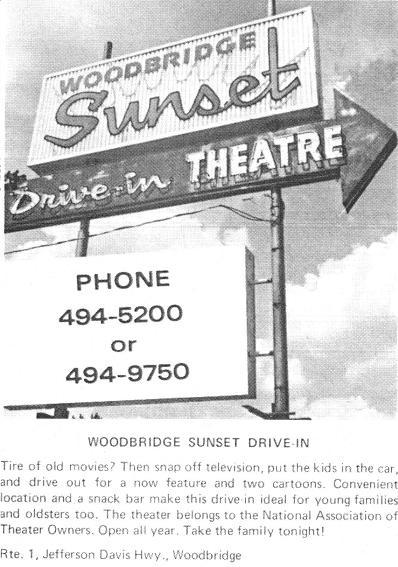 WOODBRIDGE
Sunset
the Drive-in THEATRE
PHONE
494-5200
or
494-9750
WOODBRIDGE SUNSET DRIVE-IN
Tire of old movies? Then snap off television, put the kids in the car,
and drive out for a now feature and two cartoons. Convenient
location and a snack bar make this drive-in ideal for young families
and oldsters too. The theater belongs to the National Association of
Theater Owners. Open all year. Take the family tonight!
Rte. 1, Jefferson Davis Hwy., Woodbridge